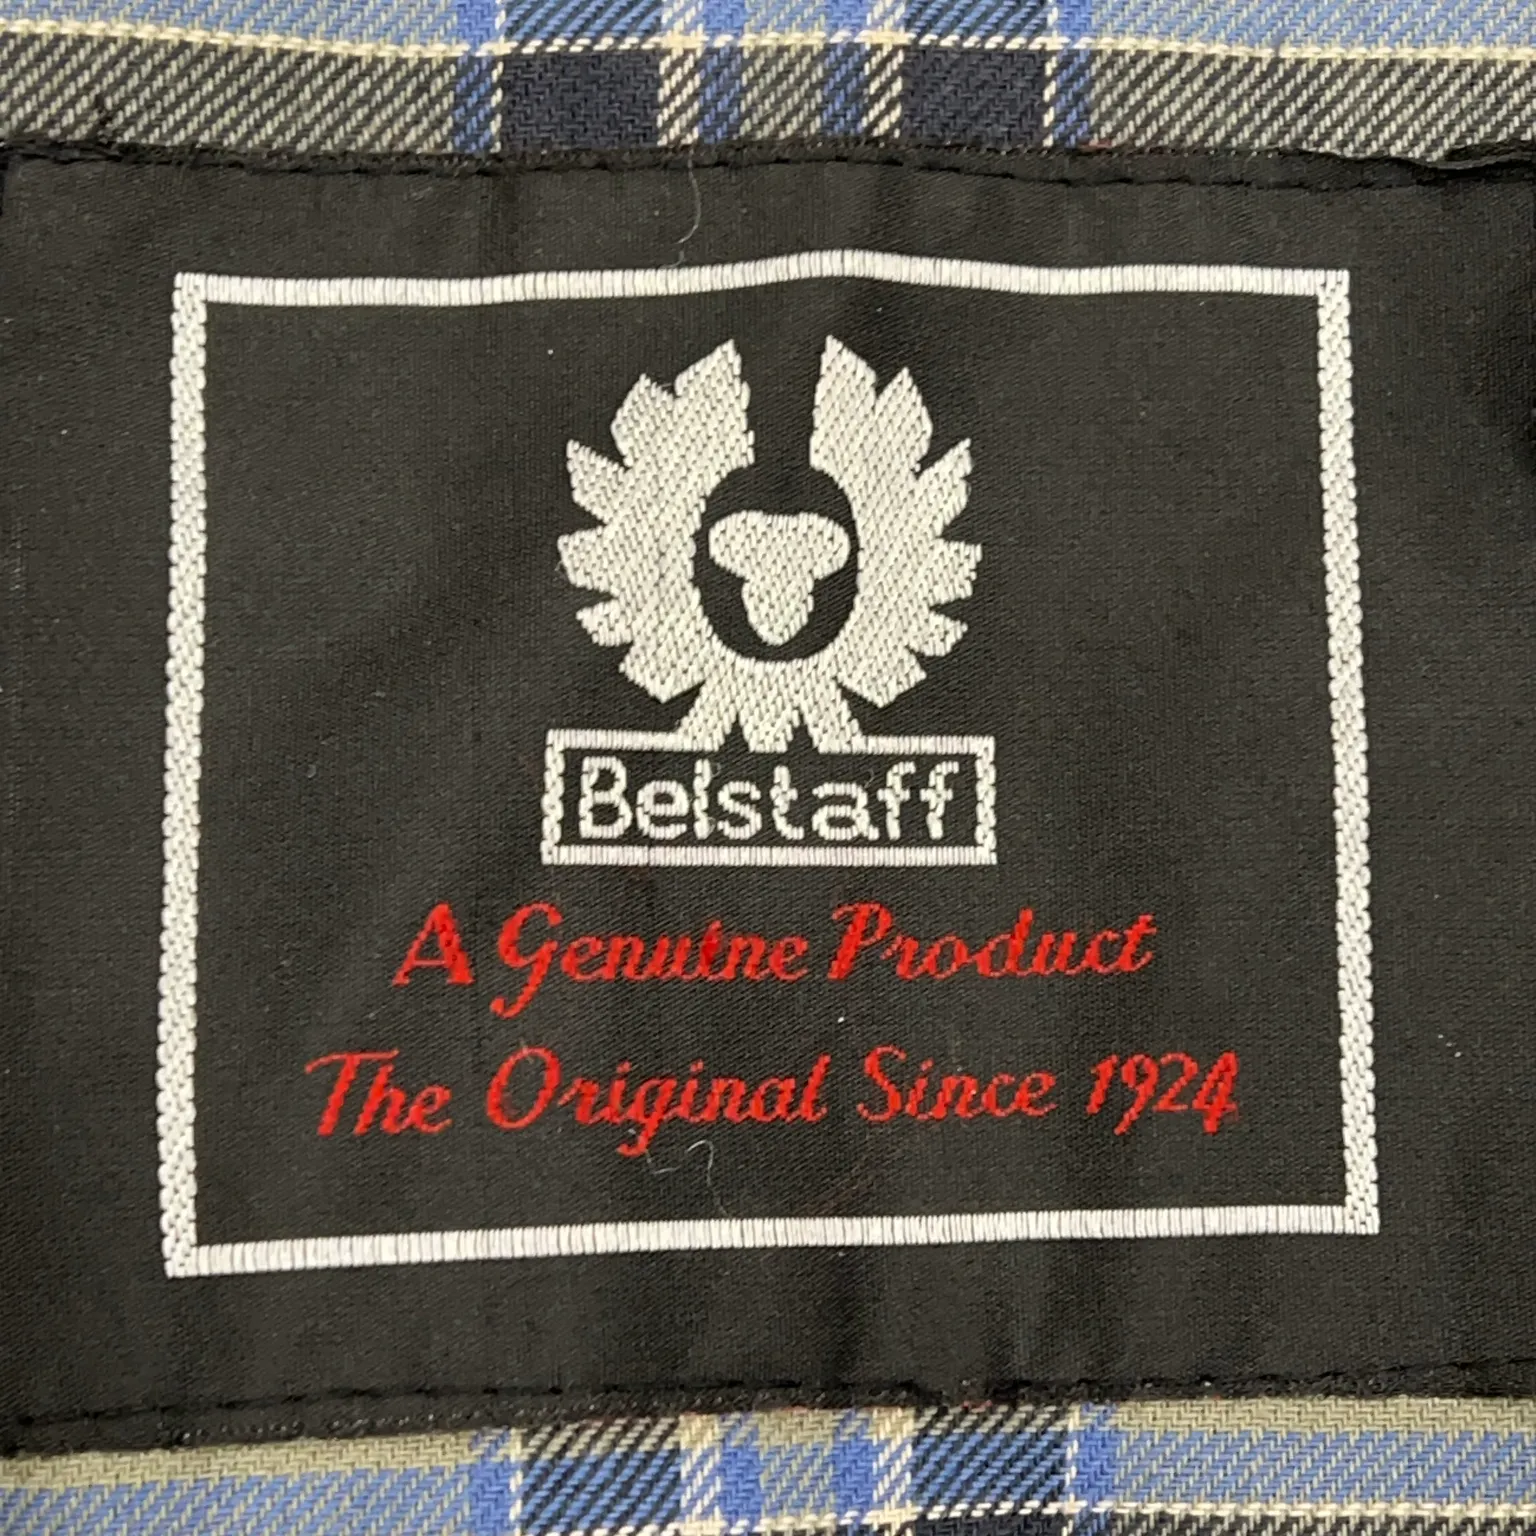 Belstaff
A Genuine Product
The Original Since 1924